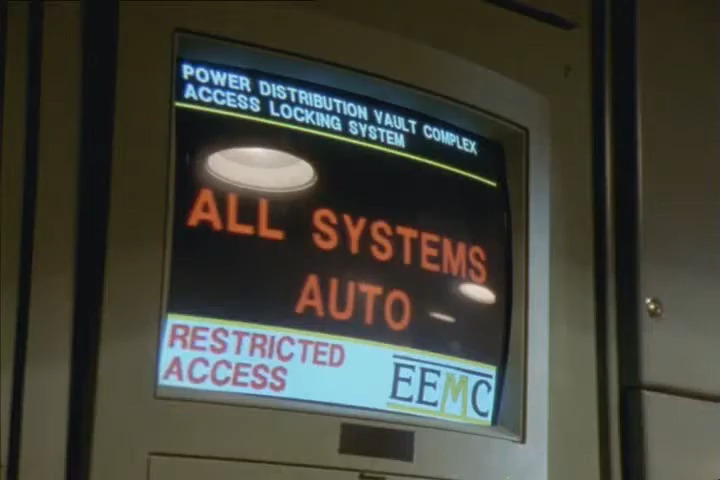 POWER DISTRIBUTION VAULT COMPLEX
ACCESS LOCKING SYSTEM
ALL SYSTEMS
AUTO
RESTRICTED
ACCESS
EEMC